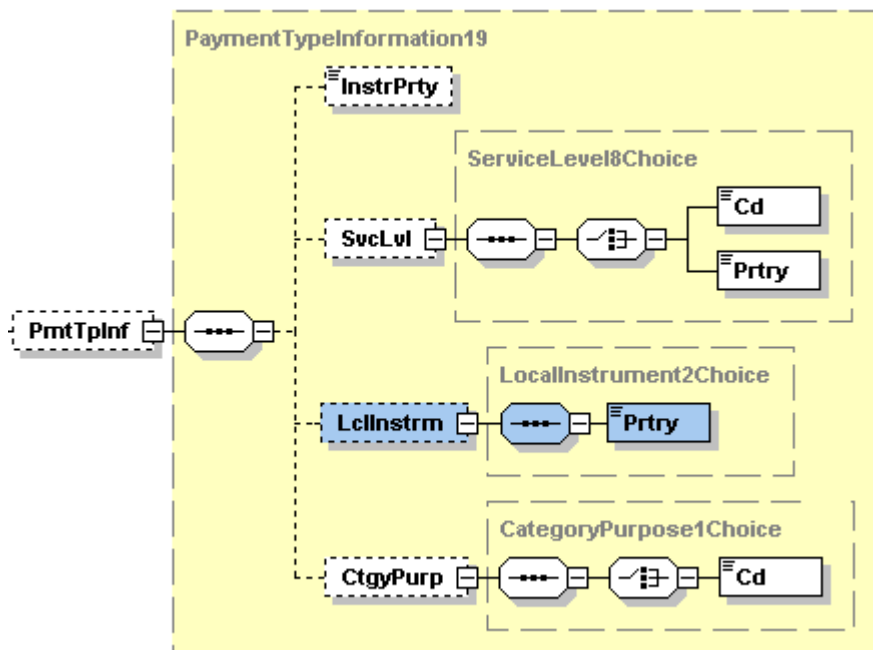 PaymentTypeInformation19
InstrPrty
ServiceLevel8Choice
Cd
SvcLvl
Prtry
PmtTpInf
LocalInstrument2Choice
LclInstrm
Prtry
CategoryPurpose1Choice
CtgyPurp
Cd